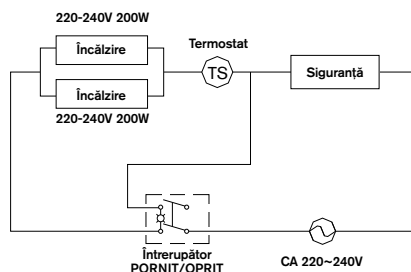 220-240V 200W
Încălzire
Termostat
TS
Siguranță
Încălzire
220-240V 200W
Întrerupător
PORNIT/OPRIT
CA 220~240V